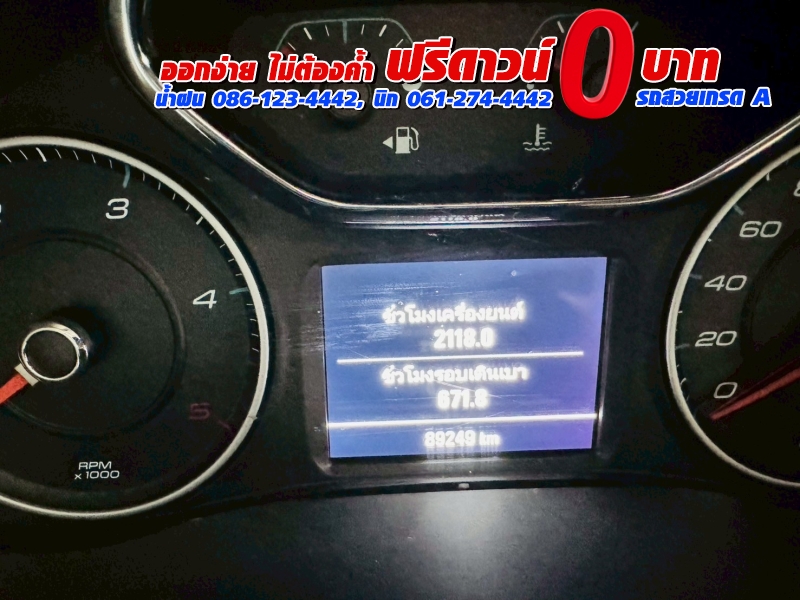 ออกง่าย ไม่ต้องค้ำ ฟรีดาวน์ 0 บาท
น้ำฝน 086-123-4442, นิก 061-274-4442 รถสวยเกรด A
2 3 4 5
RPM
x 1000
ชั่วโมงเครื่องยนต์
2118.0
ชั่วโมงรอบเดินเบา
671.8
89249 km
60
40
20
0